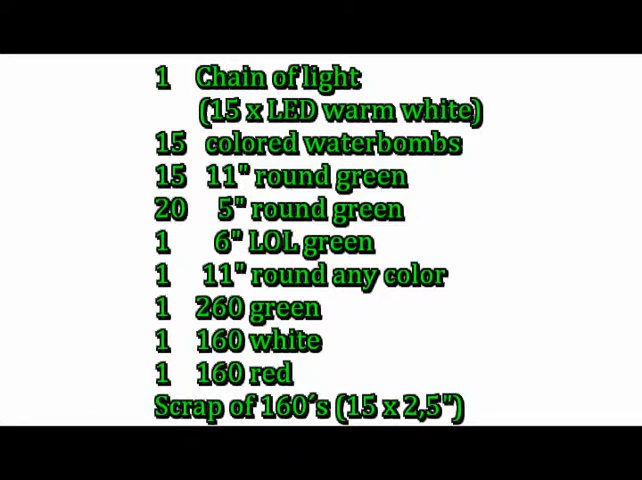 1 Chain of light
(15 x LED warm white)
15 colored waterbombs
15 11" round green
20 5" round green
1 6" LOL green
1 11" round any color
1 260 green
1 160 white
1 160 red
Scrap of 160´s (15 x 2,5")